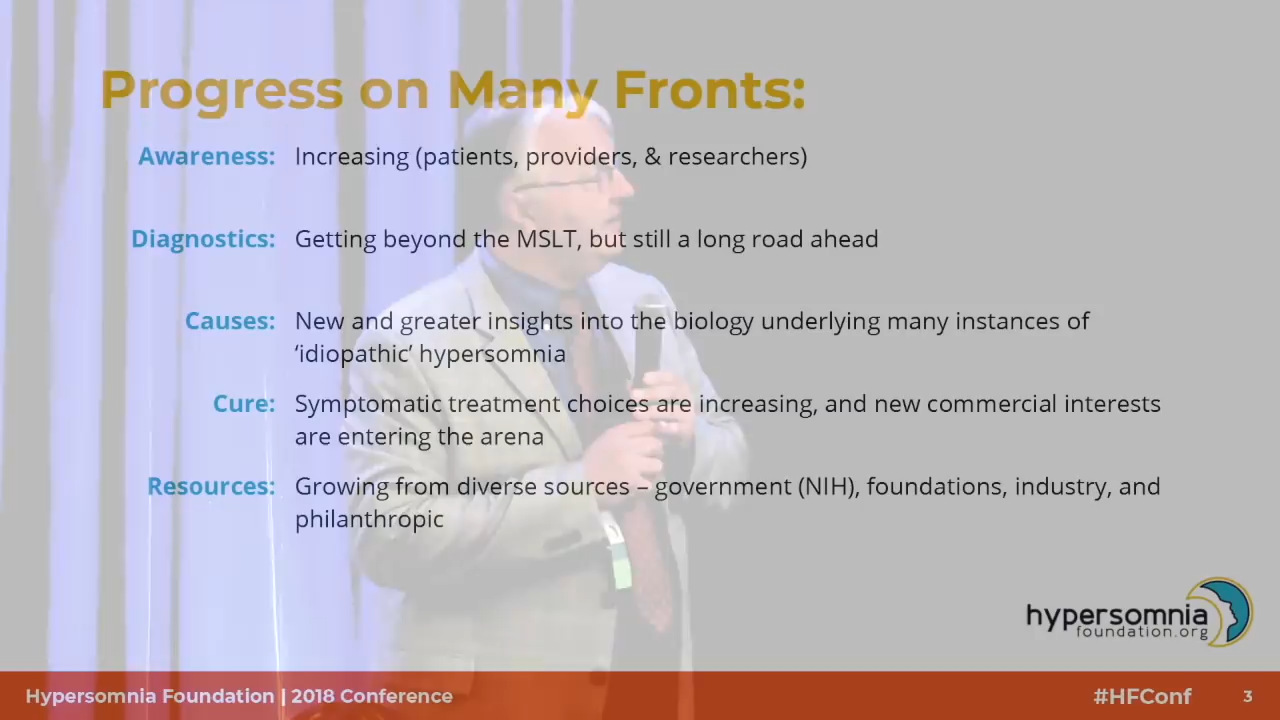 Progress on Many Fronts:
Awareness: Increasing (patients, providers, & researchers)
Diagnostics: Getting beyond the MSLT, but still a long road ahead
Causes: New and greater insights into the biology underlying many instances of
‘idiopathic’ hypersomnia
Cure: Symptomatic treatment choices are increasing, and new commercial interests
are entering the arena
Resources: Growing from diverse sources – government (NIH), foundations, industry, and
philanthropic
hypersomnia
foundation.org
Hypersomnia Foundation | 2018 Conference #HFConf 3